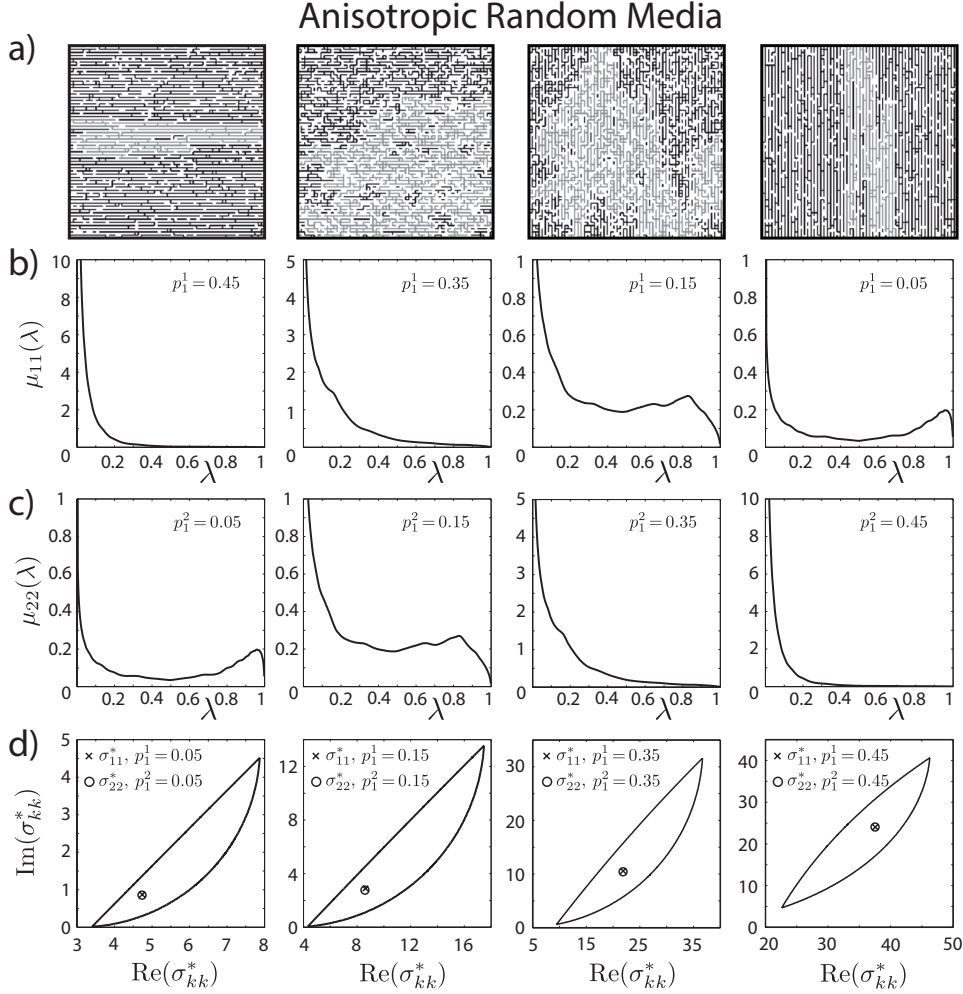 Anisotropic Random Media
a)
b)
μ₁₁(λ)
10
8
6
4
2
0
0.2 0.4 0.6 0.8 1
λ
p₁¹ = 0.45
5
4
3
2
1
0
0.2 0.4 0.6 0.8 1
λ
p₁¹ = 0.35
1
0.8
0.6
0.4
0.2
0
0.2 0.4 0.6 0.8 1
λ
p₁¹ = 0.15
1
0.8
0.6
0.4
0.2
0
0.2 0.4 0.6 0.8 1
λ
p₁¹ = 0.05
c)
μ₂₂(λ)
1
0.8
0.6
0.4
0.2
0
0.2 0.4 0.6 0.8 1
λ
p₁² = 0.05
1
0.8
0.6
0.4
0.2
0
0.2 0.4 0.6 0.8 1
λ
p₁² = 0.15
5
4
3
2
1
0
0.2 0.4 0.6 0.8 1
λ
p₁² = 0.35
10
8
6
4
2
0
0.2 0.4 0.6 0.8 1
λ
p₁² = 0.45
d)
Im(σ*ₖₖ)
5
4
3
2
1
0
3 4 5 6 7 8
Re(σ*ₖₖ)
× σ*₁₁, p₁¹ = 0.05
○ σ*₂₂, p₁² = 0.05
12
8
4
0
4 8 12 16
Re(σ*ₖₖ)
× σ*₁₁, p₁¹ = 0.15
○ σ*₂₂, p₁² = 0.15
30
20
10
0
5 15 25 35
Re(σ*ₖₖ)
× σ*₁₁, p₁¹ = 0.35
○ σ*₂₂, p₁² = 0.35
40
30
20
10
0
20 30 40 50
Re(σ*ₖₖ)
× σ*₁₁, p₁¹ = 0.45
○ σ*₂₂, p₁² = 0.45